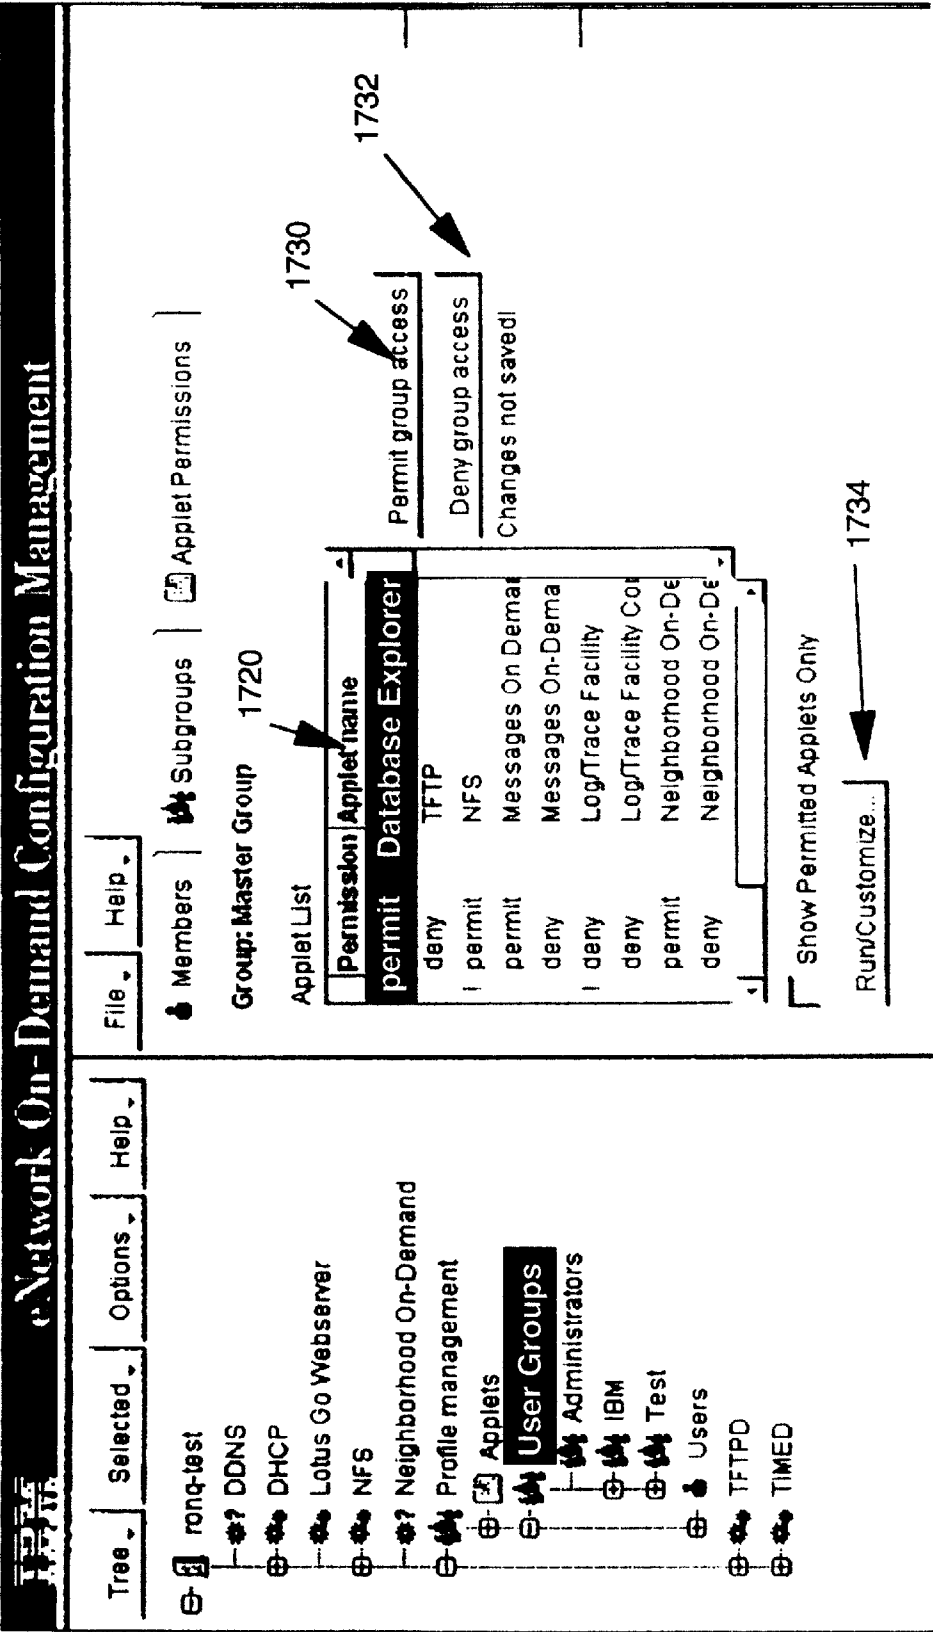 IBM eNetwork On-Demand Configuration Management
Tree Selected Options Help
ronq-test
? DDNS
DHCP
Lotus Go Webserver
NFS
? Neighborhood On-Demand
Profile management
Applets
User Groups
Administrators
IBM
Test
Users
TFTPD
TIMED
File Help
Members Subgroups Applet Permissions
Group: Master Group
1720
Applet List
Permission Applet name
permit Database Explorer
deny TFTP
permit NFS
permit Messages On Deman
deny Messages On-Dema
deny Log/Trace Facility
deny Log/Trace Facility Con
permit Neighborhood On-De
deny Neighborhood On-De
1730
1732
Permit group access
Deny group access
Changes not saved!
Show Permitted Applets Only
Run/Customize...
1734